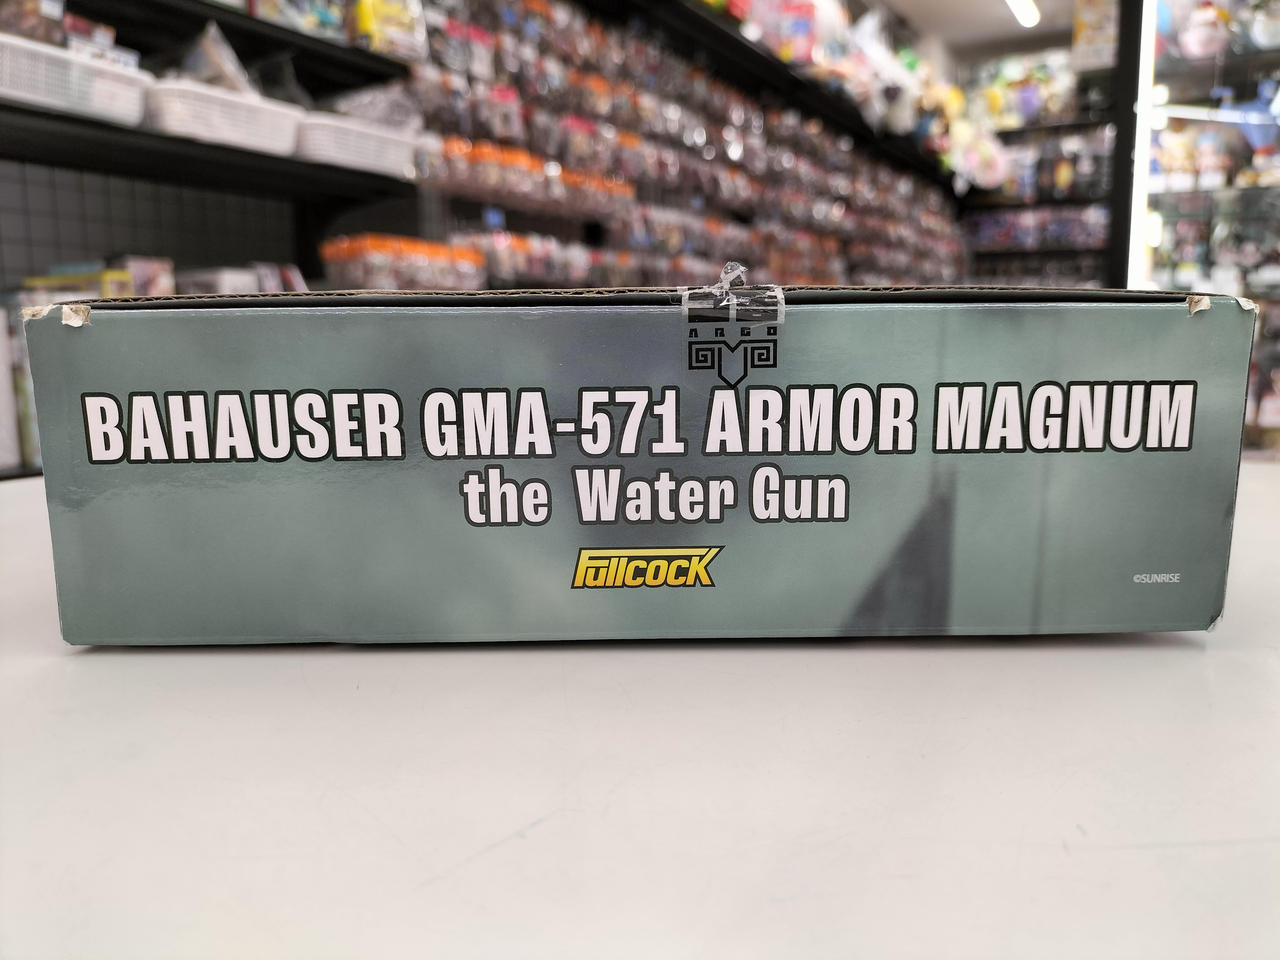 ARGO
BAHAUSER GMA-571 ARMOR MAGNUM
the Water Gun
Fullcock
©SUNRISE